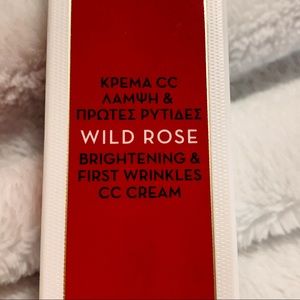 ΚΡΕΜΑ CC
ΛΑΜΨΗ &
ΠΡΩΤΕΣ ΡΥΤΙΔΕΣ
WILD ROSE
BRIGHTENING &
FIRST WRINKLES
CC CREAM